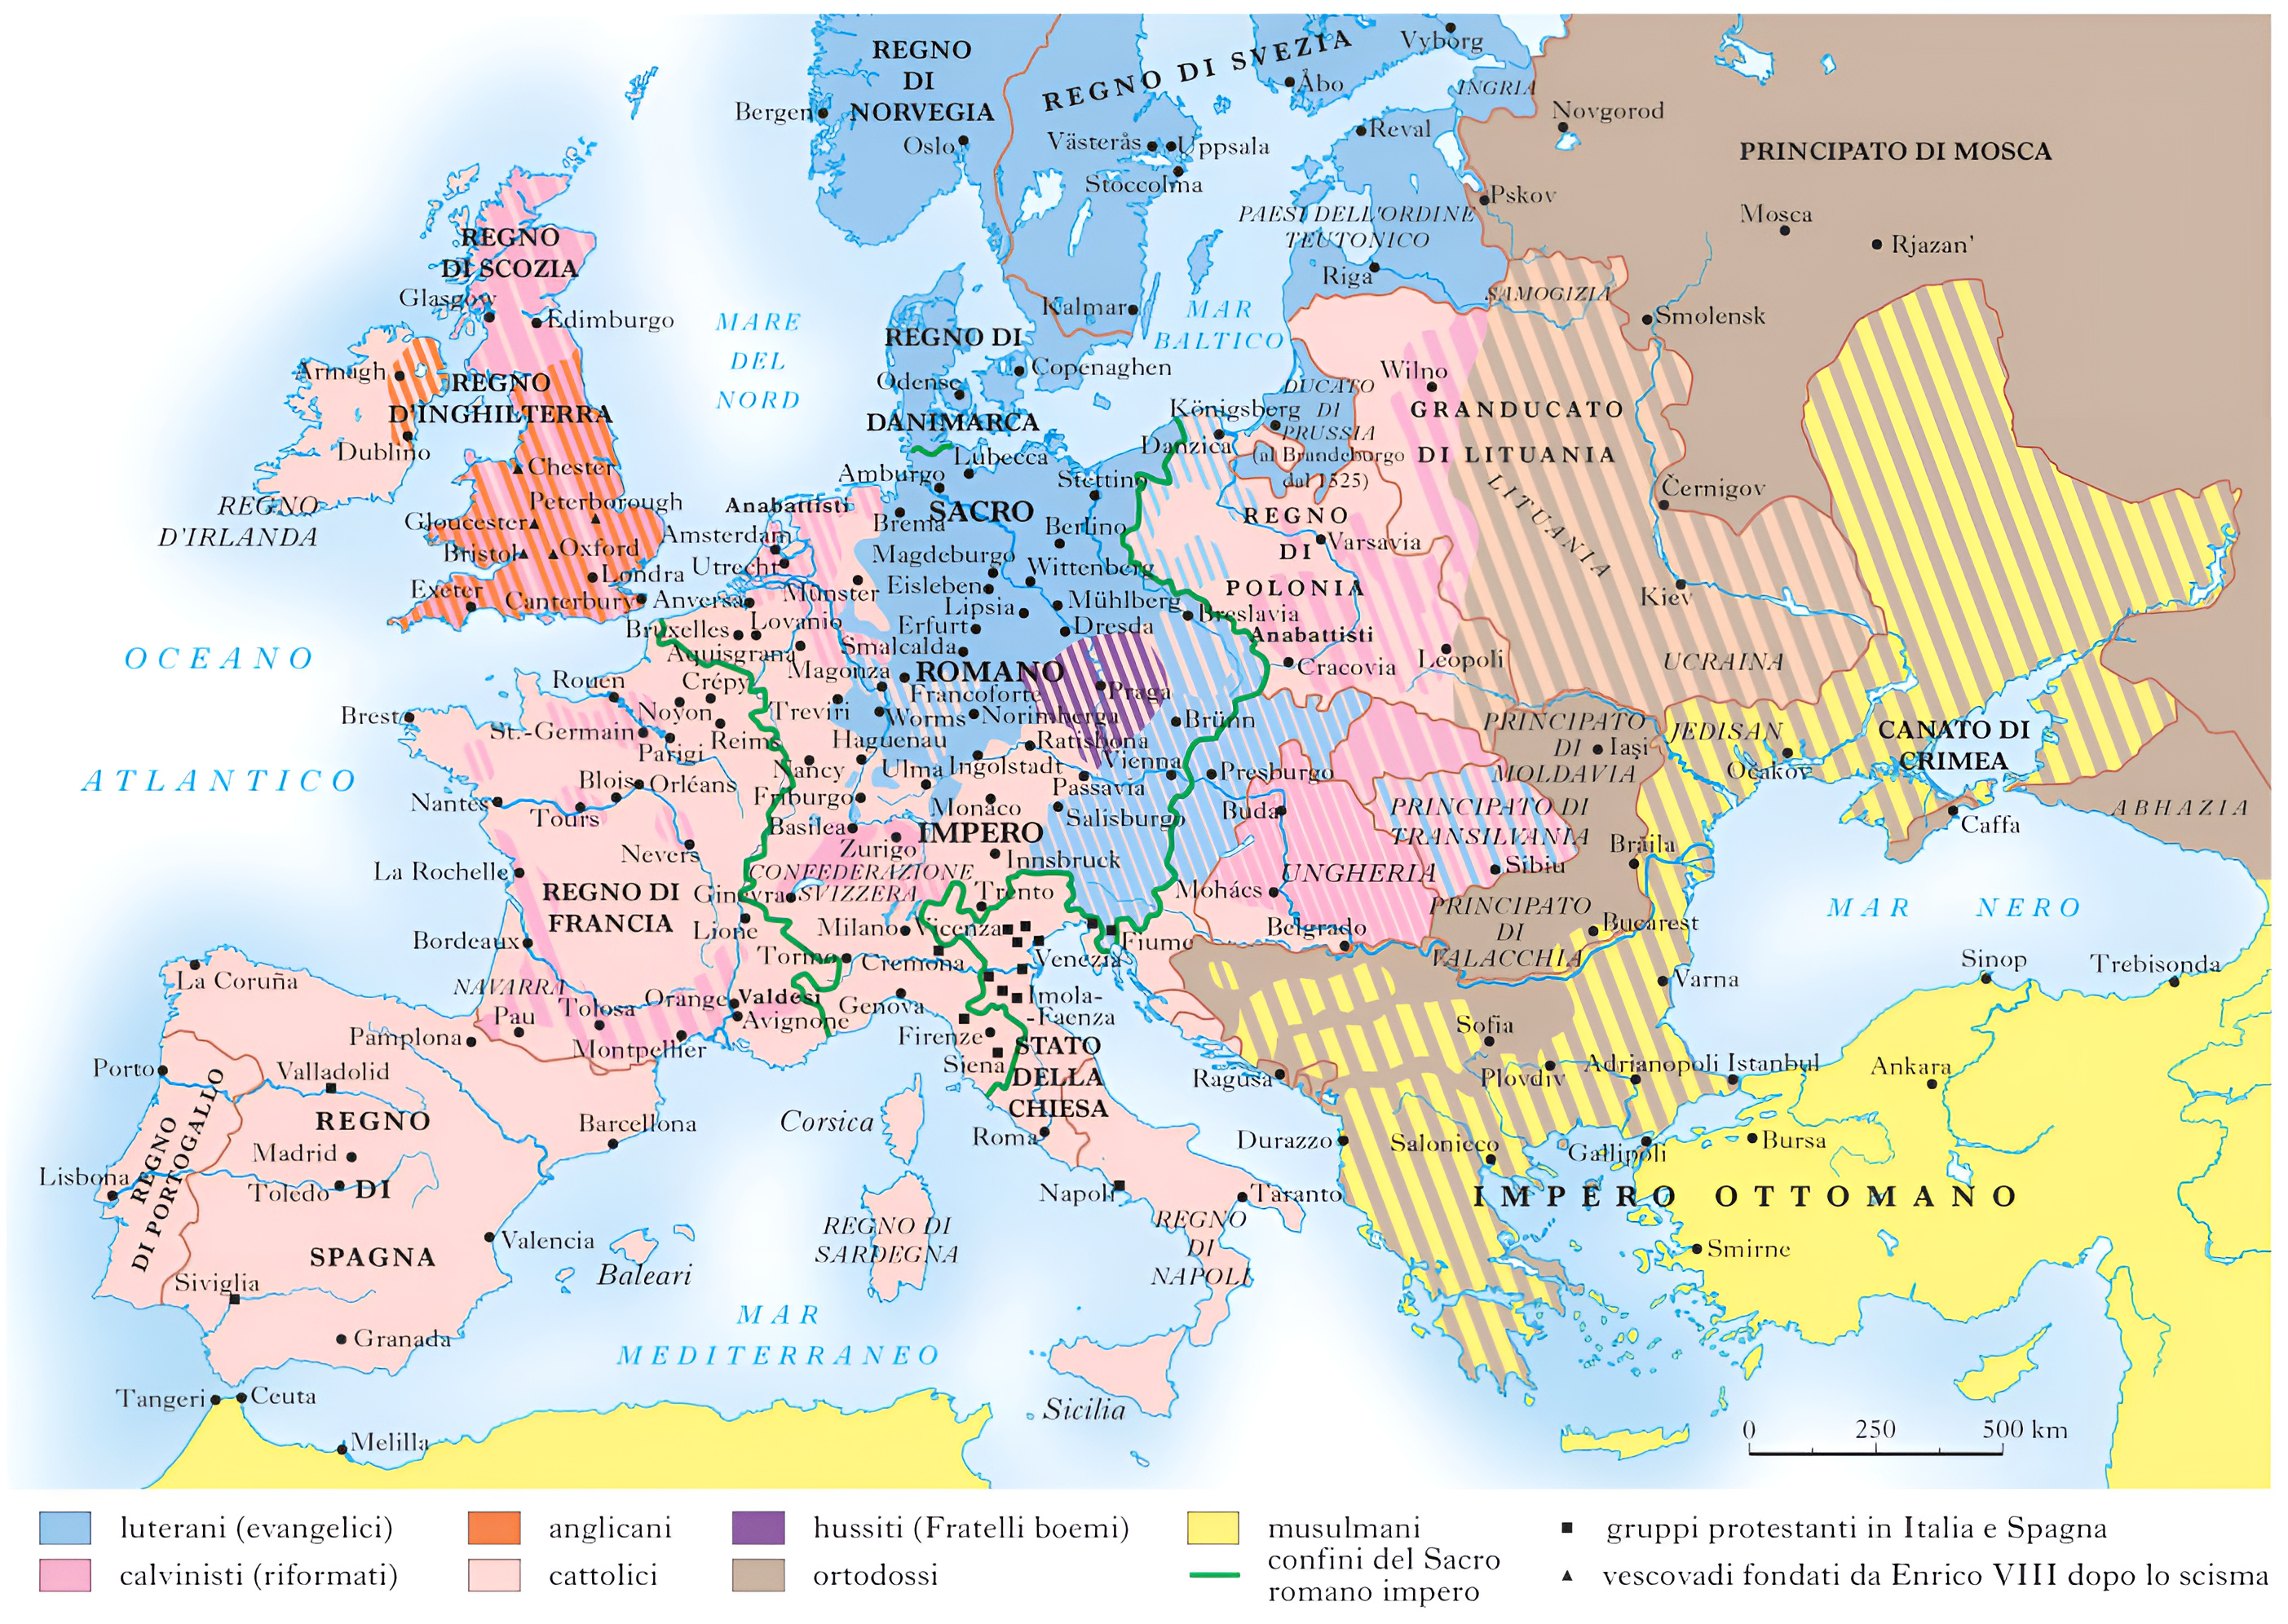 REGNO
DI
NORVEGIA
REGNO DI SVEZIA
Vyborg
Åbo
INGRIA
Bergen
Oslo
Västerås
Uppsala
Stoccolma
Reval
Novgorod
PRINCIPATO DI MOSCA
Pskov
Mosca
Rjazan'
PAESI DELL'ORDINE
TEUTONICO
Riga
SAMOGIZIA
Smolensk
REGNO
DI SCOZIA
Glasgow
Edimburgo
MARE
DEL
NORD
Kalmar
MAR
BALTICO
REGNO DI
DANIMARCA
Odense
Copenaghen
Armugh
REGNO
D'INGHILTERRA
Dublino
REGNO
D'IRLANDA
Chester
Peterborough
Gloucester
Bristol
Oxford
Londra
Exeter
Canterbury
Wilno
GRANDUCATO
DI LITUANIA
LITUANIA
DUCATO
DI
PRUSSIA
(al Brandeburgo
dal 1525)
Königsberg
Danzica
Černigov
Kiev
UCRAINA
Lubecca
Amburgo
Stettino
Brema
SACRO
ROMANO
IMPERO
Berlino
Anabattisti
Amsterdam
Utrecht
Münster
Magdeburgo
Wittenberg
Eisleben
Lipsia
Mühlberg
Erfurt
Dresda
Smalcalda
Breslavia
REGNO
DI
POLONIA
Varsavia
Anabattisti
Cracovia
Leopoli
Anversa
Bruxelles
Lovanio
Aquisgrana
Magonza
Francoforte
Praga
Treviri
Worms
Norimberga
Brünn
Haguenau
Ratisbona
Nancy
Ulma
Ingolstadt
Vienna
Passavia
Presburgo
Friburgo
Monaco
Salisburgo
Buda
Basilea
Zurigo
Innsbruck
CONFEDERAZIONE
SVIZZERA
Ginevra
Trento
OCEANO
ATLANTICO
Rouen
Crépy
Noyon
Brest
St.-Germain
Parigi
Reims
Blois
Orléans
Nantes
Tours
Nevers
La Rochelle
REGNO DI
FRANCIA
Lione
Bordeaux
NAVARRA
Pau
Tolosa
Orange
Valdesi
Avignone
Montpellier
Milano
Vicenza
Venezia
Fiume
Torino
Cremona
Genova
Imola-
-Faenza
Firenze
Siena
STATO
DELLA
CHIESA
Roma
Corsica
Napoli
Taranto
REGNO
DI
NAPOLI
REGNO DI
SARDEGNA
Sicilia
La Coruña
Pamplona
Porto
Valladolid
REGNO
DI
SPAGNA
REGNO
DI PORTOGALLO
Madrid
Toledo
Lisbona
Barcellona
Valencia
Baleari
Siviglia
Granada
Tangeri
Ceuta
Melilla
MAR
MEDITERRANEO
PRINCIPATO
DI
MOLDAVIA
Iaşi
JEDISAN
Očakov
CANATO DI
CRIMEA
Caffa
ABHAZIA
PRINCIPATO DI
TRANSILVANIA
Sibiu
UNGHERIA
Mohács
Belgrado
Brăila
PRINCIPATO
DI
VALACCHIA
Bucarest
MAR NERO
Varna
Sinop
Trebisonda
Sofia
Plovdiv
Adrianopoli
Istanbul
Ankara
Ragusa
Durazzo
Salonicco
Gallipoli
Bursa
IMPERO OTTOMANO
Smirne
0 250 500 km
luterani (evangelici)
calvinisti (riformati)
anglicani
cattolici
hussiti (Fratelli boemi)
ortodossi
musulmani
confini del Sacro
romano impero
gruppi protestanti in Italia e Spagna
vescovadi fondati da Enrico VIII dopo lo scisma